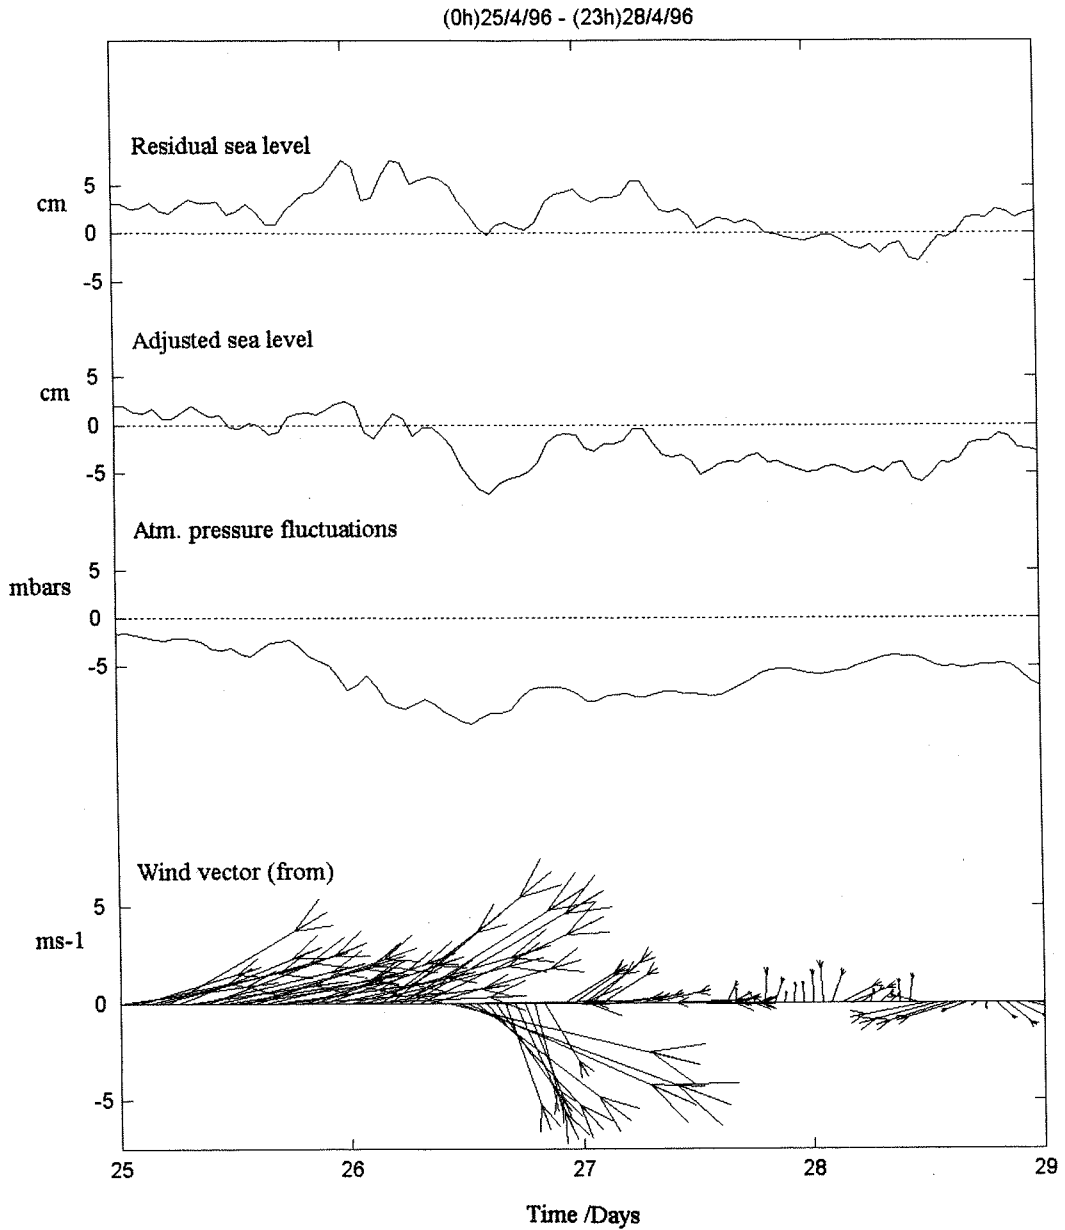 (0h)25/4/96 - (23h)28/4/96
Residual sea level
5
cm
0
-5
Adjusted sea level
5
cm
0
-5
Atm. pressure fluctuations
5
mbars
0
-5
Wind vector (from)
5
ms-1
0
-5
25 26 27 28 29
Time /Days